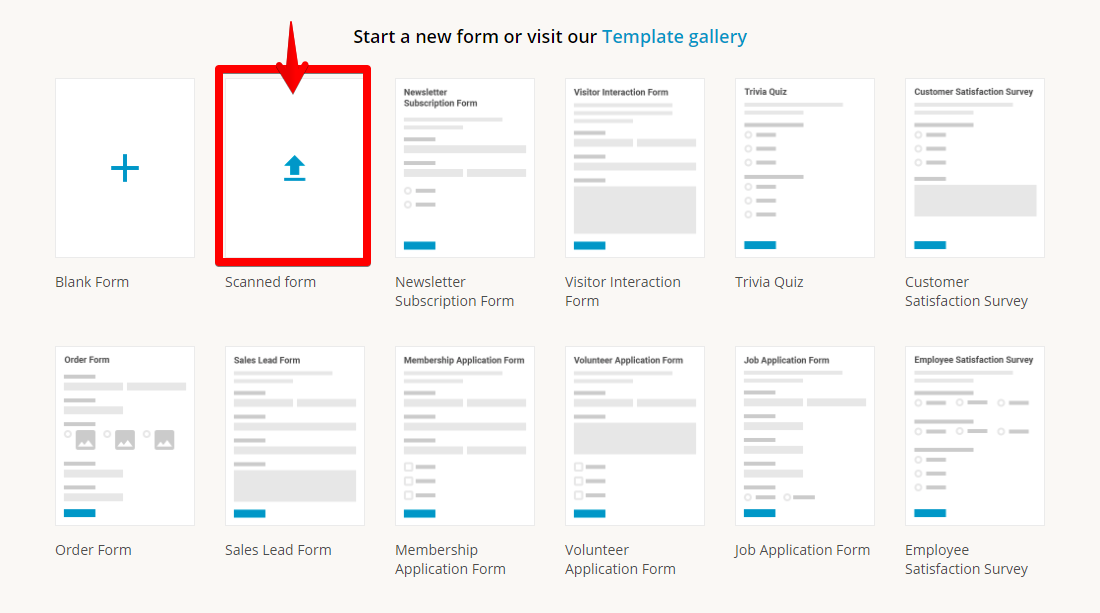 Start a new form or visit our Template gallery
Newsletter
Subscription Form
Visitor Interaction Form
Trivia Quiz
Customer Satisfaction Survey
Blank Form
Scanned form
Newsletter
Subscription Form
Visitor Interaction
Form
Trivia Quiz
Customer
Satisfaction Survey
Order Form
Sales Lead Form
Membership Application Form
Volunteer Application Form
Job Application Form
Employee Satisfaction Survey
Order Form
Sales Lead Form
Membership
Application Form
Volunteer
Application Form
Job Application Form
Employee
Satisfaction Survey